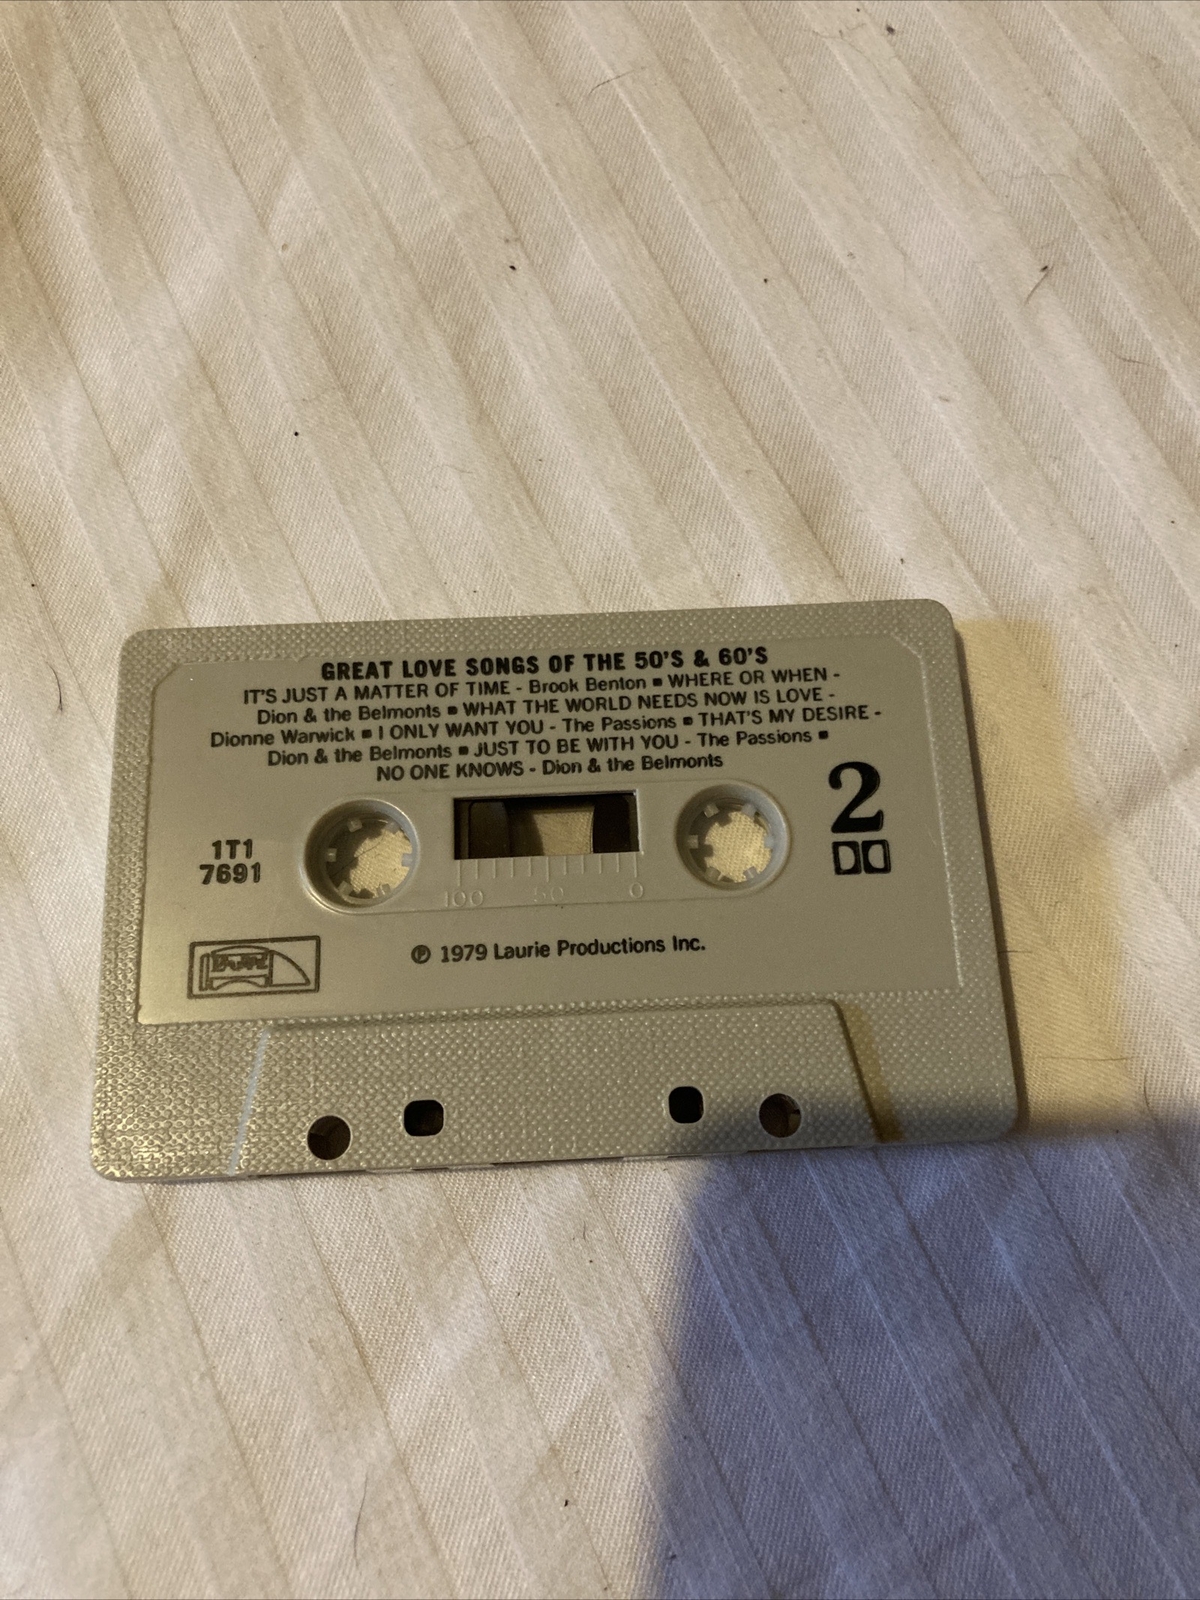 GREAT LOVE SONGS OF THE 50'S & 60'S
IT'S JUST A MATTER OF TIME - Brook Benton ■ WHERE OR WHEN -
Dion & the Belmonts ■ WHAT THE WORLD NEEDS NOW IS LOVE -
Dionne Warwick ■ I ONLY WANT YOU - The Passions ■ THAT'S MY DESIRE -
Dion & the Belmonts ■ JUST TO BE WITH YOU - The Passions ■
NO ONE KNOWS - Dion & the Belmonts
2
1T1
7691
100 50 0
℗ 1979 Laurie Productions Inc.